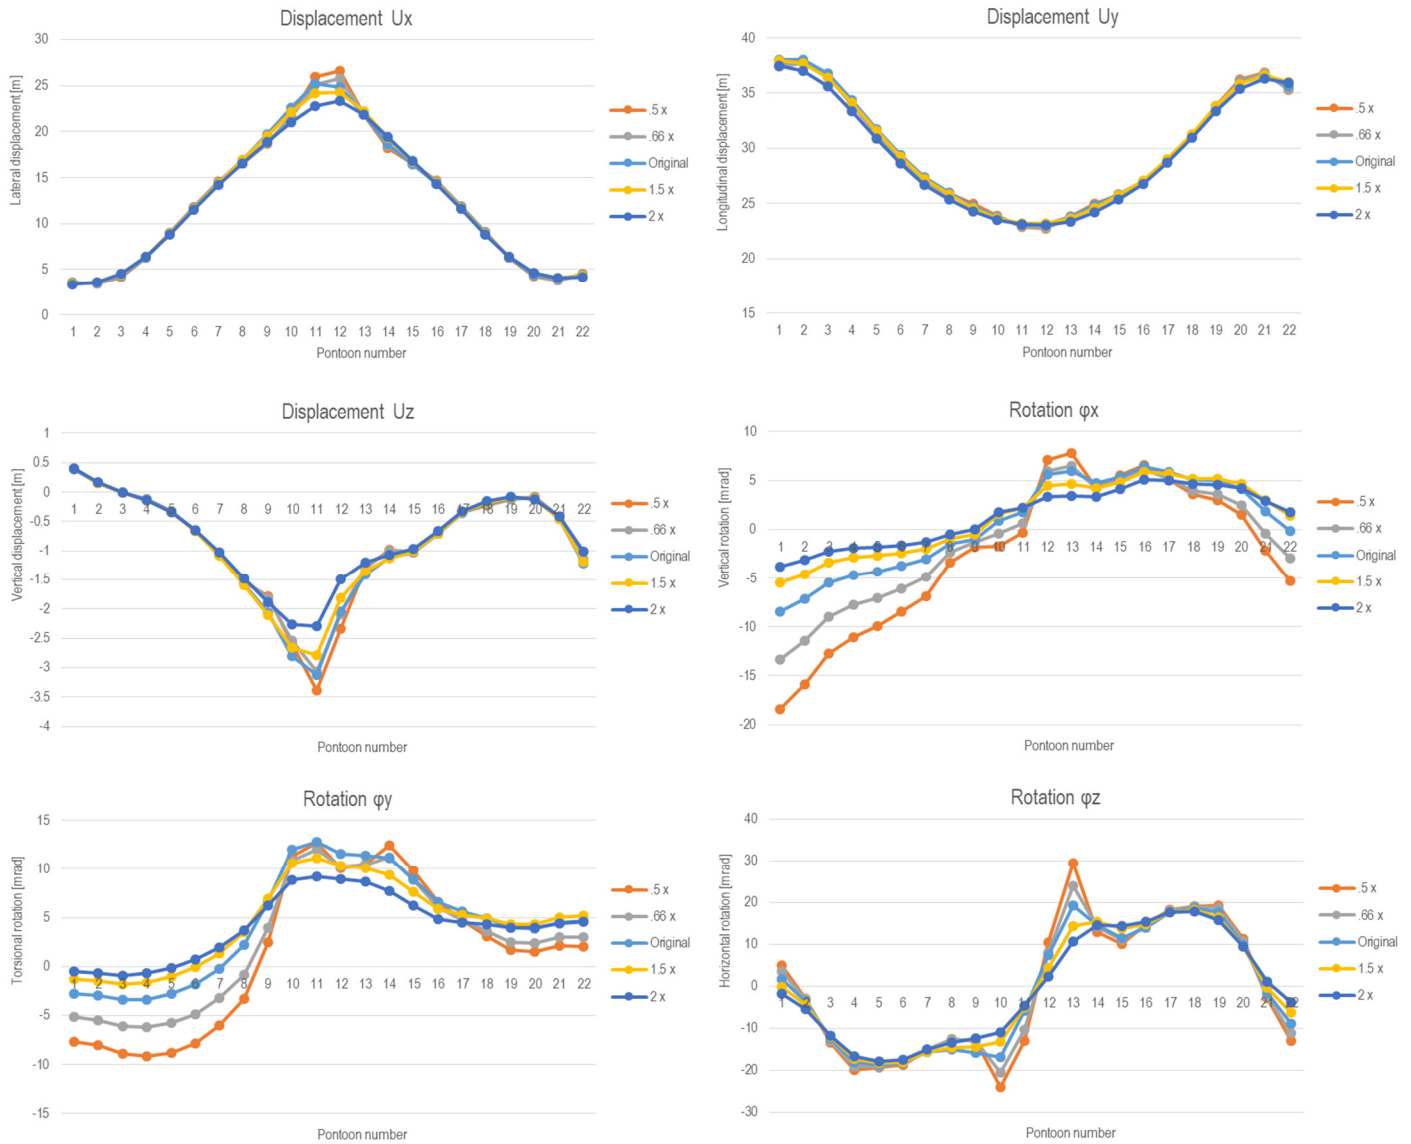 Displacement Ux
Lateral displacement [m]
30
25
20
15
10
5
0
1 2 3 4 5 6 7 8 9 10 11 12 13 14 15 16 17 18 19 20 21 22
Pontoon number
.5 x
.66 x
Original
1.5 x
2 x
Displacement Uy
Longitudinal displacement [m]
40
35
30
25
20
15
1 2 3 4 5 6 7 8 9 10 11 12 13 14 15 16 17 18 19 20 21 22
Pontoon number
.5 x
.66 x
Original
1.5 x
2 x
Displacement Uz
Vertical displacement [m]
1
0.5
0
-0.5
-1
-1.5
-2
-2.5
-3
-3.5
-4
1 2 3 4 5 6 7 8 9 10 11 12 13 14 15 16 17 18 19 20 21 22
Pontoon number
.5 x
.66 x
Original
1.5 x
2 x
Rotation φx
Vertical rotation [mrad]
10
5
0
-5
-10
-15
-20
1 2 3 4 5 6 7 8 9 10 11 12 13 14 15 16 17 18 19 20 21 22
Pontoon number
.5 x
.66 x
Original
1.5 x
2 x
Rotation φy
Torsional rotation [mrad]
15
10
5
0
-5
-10
-15
1 2 3 4 5 6 7 8 9 10 11 12 13 14 15 16 17 18 19 20 21 22
Pontoon number
.5 x
.66 x
Original
1.5 x
2 x
Rotation φz
Horizontal rotation [mrad]
40
30
20
10
0
-10
-20
-30
1 2 3 4 5 6 7 8 9 10 11 12 13 14 15 16 17 18 19 20 21 22
Pontoon number
.5 x
.66 x
Original
1.5 x
2 x